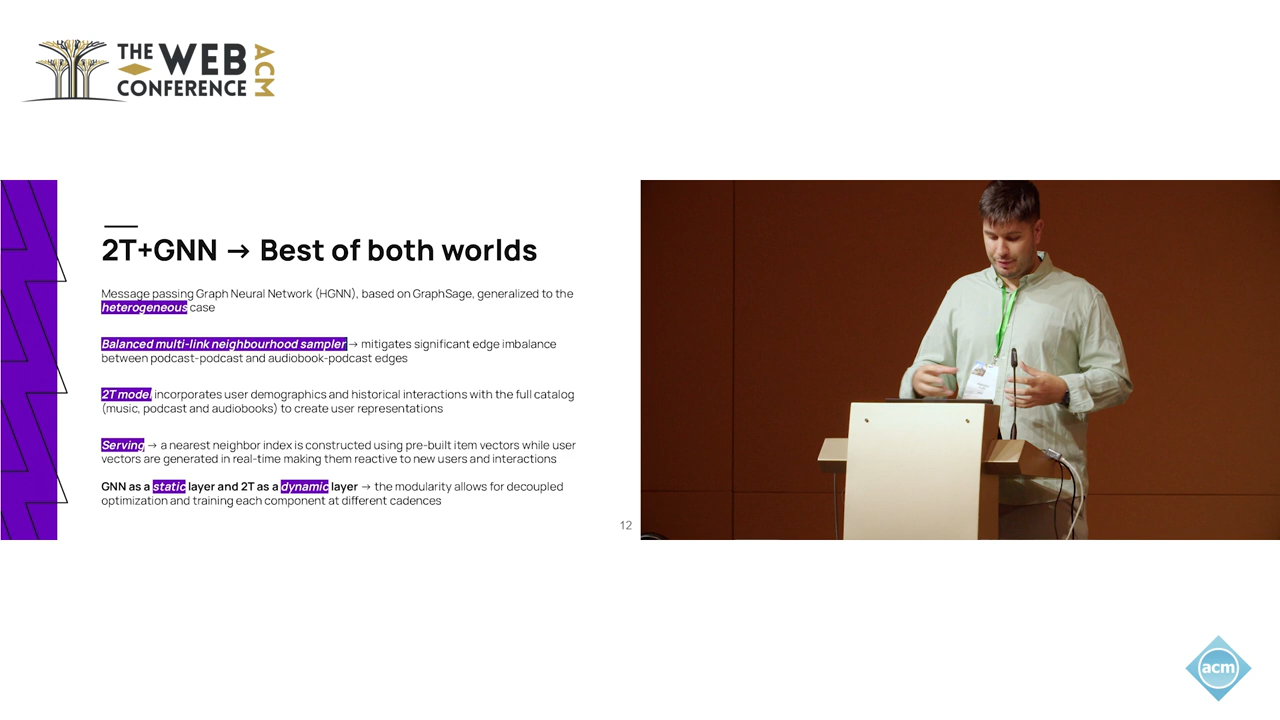 THE WEB
CONFERENCE
ACM
2T+GNN → Best of both worlds
Message passing Graph Neural Network (HGNN), based on GraphSage, generalized to the
heterogeneous case
Balanced multi-link neighbourhood sampler → mitigates significant edge imbalance
between podcast-podcast and audiobook-podcast edges
2T model incorporates user demographics and historical interactions with the full catalog
(music, podcast and audiobooks) to create user representations
Serving → a nearest neighbor index is constructed using pre-built item vectors while user
vectors are generated in real-time making them reactive to new users and interactions
GNN as a static layer and 2T as a dynamic layer → the modularity allows for decoupled
optimization and training each component at different cadences
12
acm